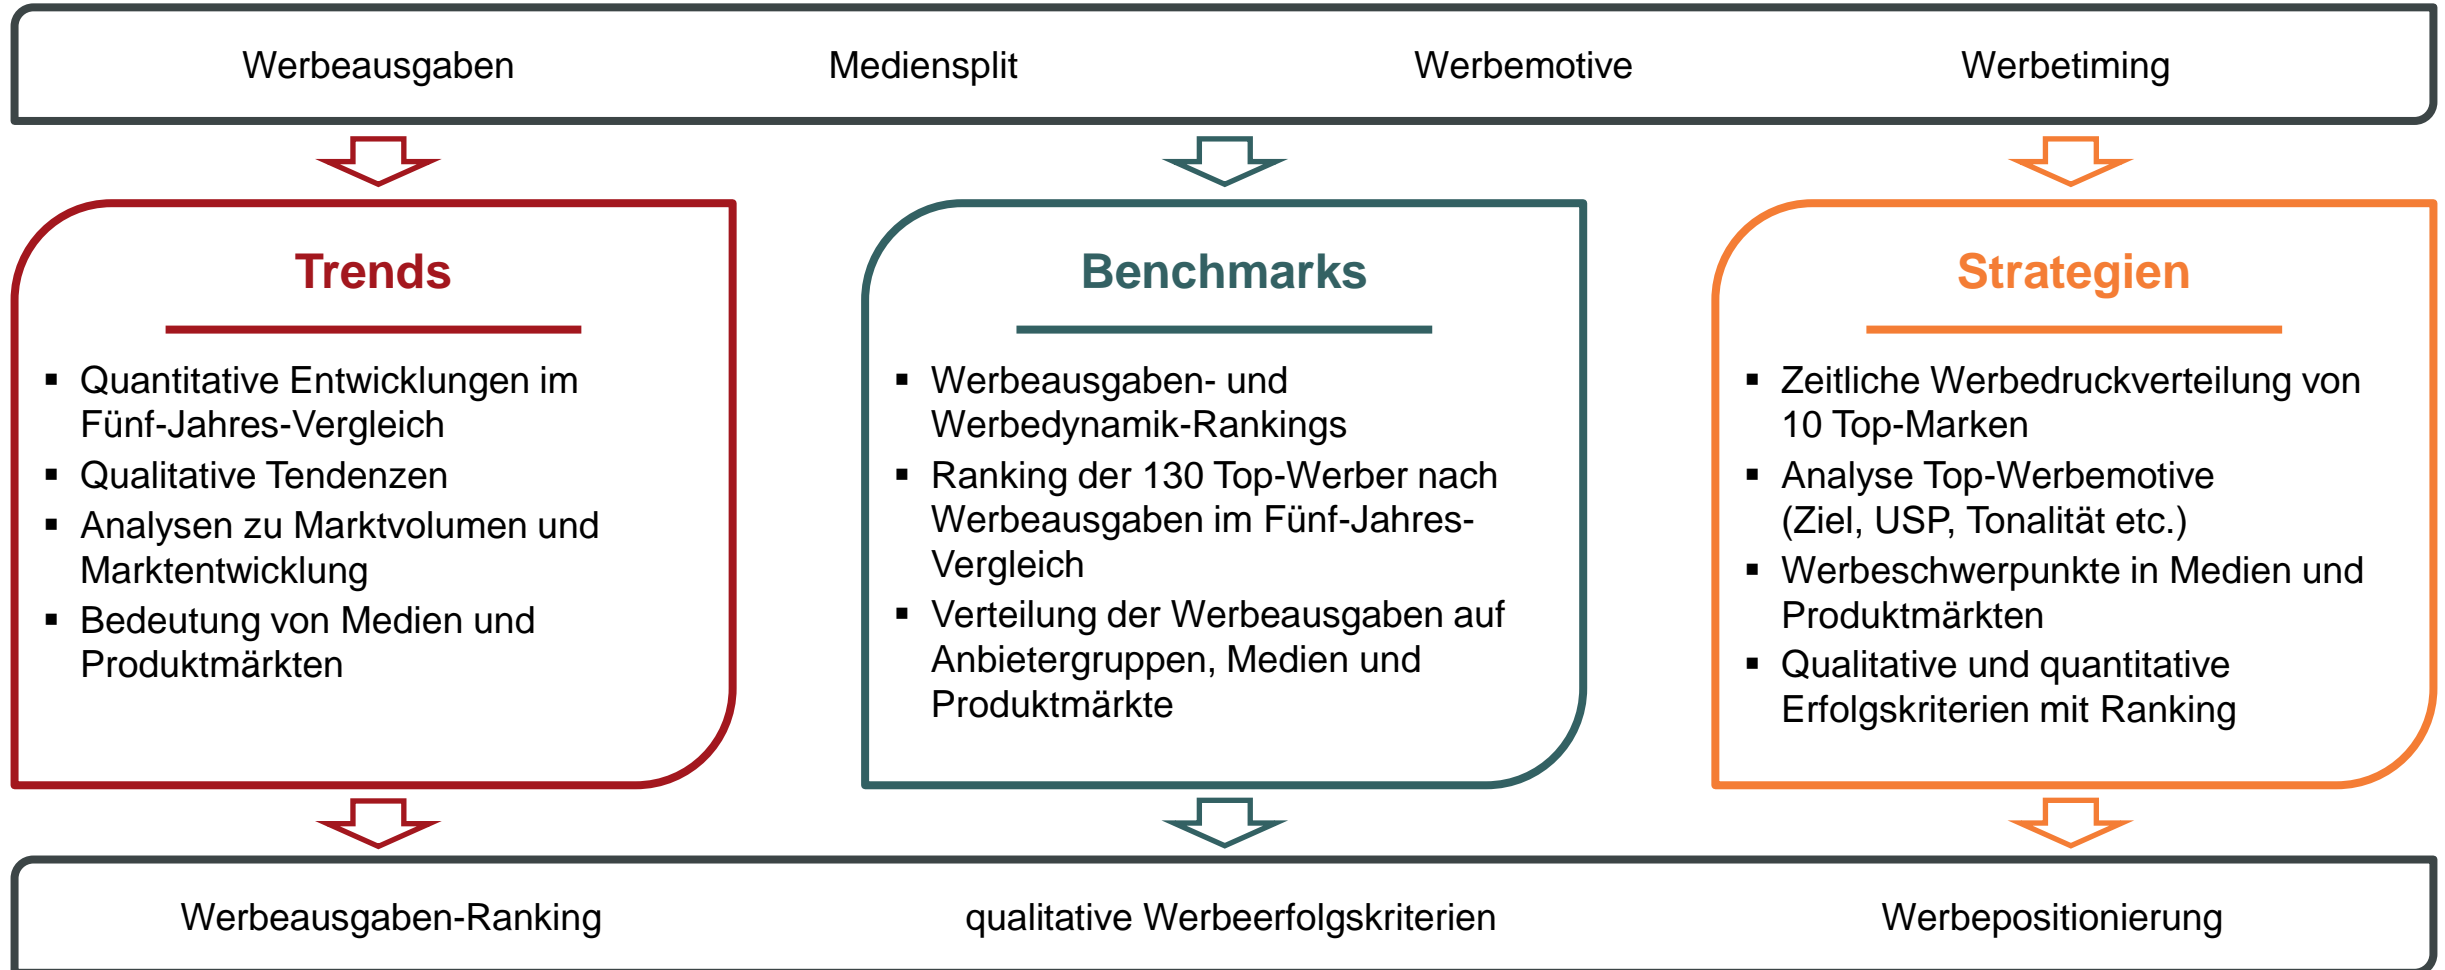 Werbeausgaben Mediensplit Werbemotive Werbetiming
Trends
▪ Quantitative Entwicklungen im
Fünf-Jahres-Vergleich
▪ Qualitative Tendenzen
▪ Analysen zu Marktvolumen und
Marktentwicklung
▪ Bedeutung von Medien und
Produktmärkten
Benchmarks
▪ Werbeausgaben- und
Werbedynamik-Rankings
▪ Ranking der 130 Top-Werber nach
Werbeausgaben im Fünf-Jahres-
Vergleich
▪ Verteilung der Werbeausgaben auf
Anbietergruppen, Medien und
Produktmärkte
Strategien
▪ Zeitliche Werbedruckverteilung von
10 Top-Marken
▪ Analyse Top-Werbemotive
(Ziel, USP, Tonalität etc.)
▪ Werbeschwerpunkte in Medien und
Produktmärkten
▪ Qualitative und quantitative
Erfolgskriterien mit Ranking
Werbeausgaben-Ranking qualitative Werbeerfolgskriterien Werbepositionierung